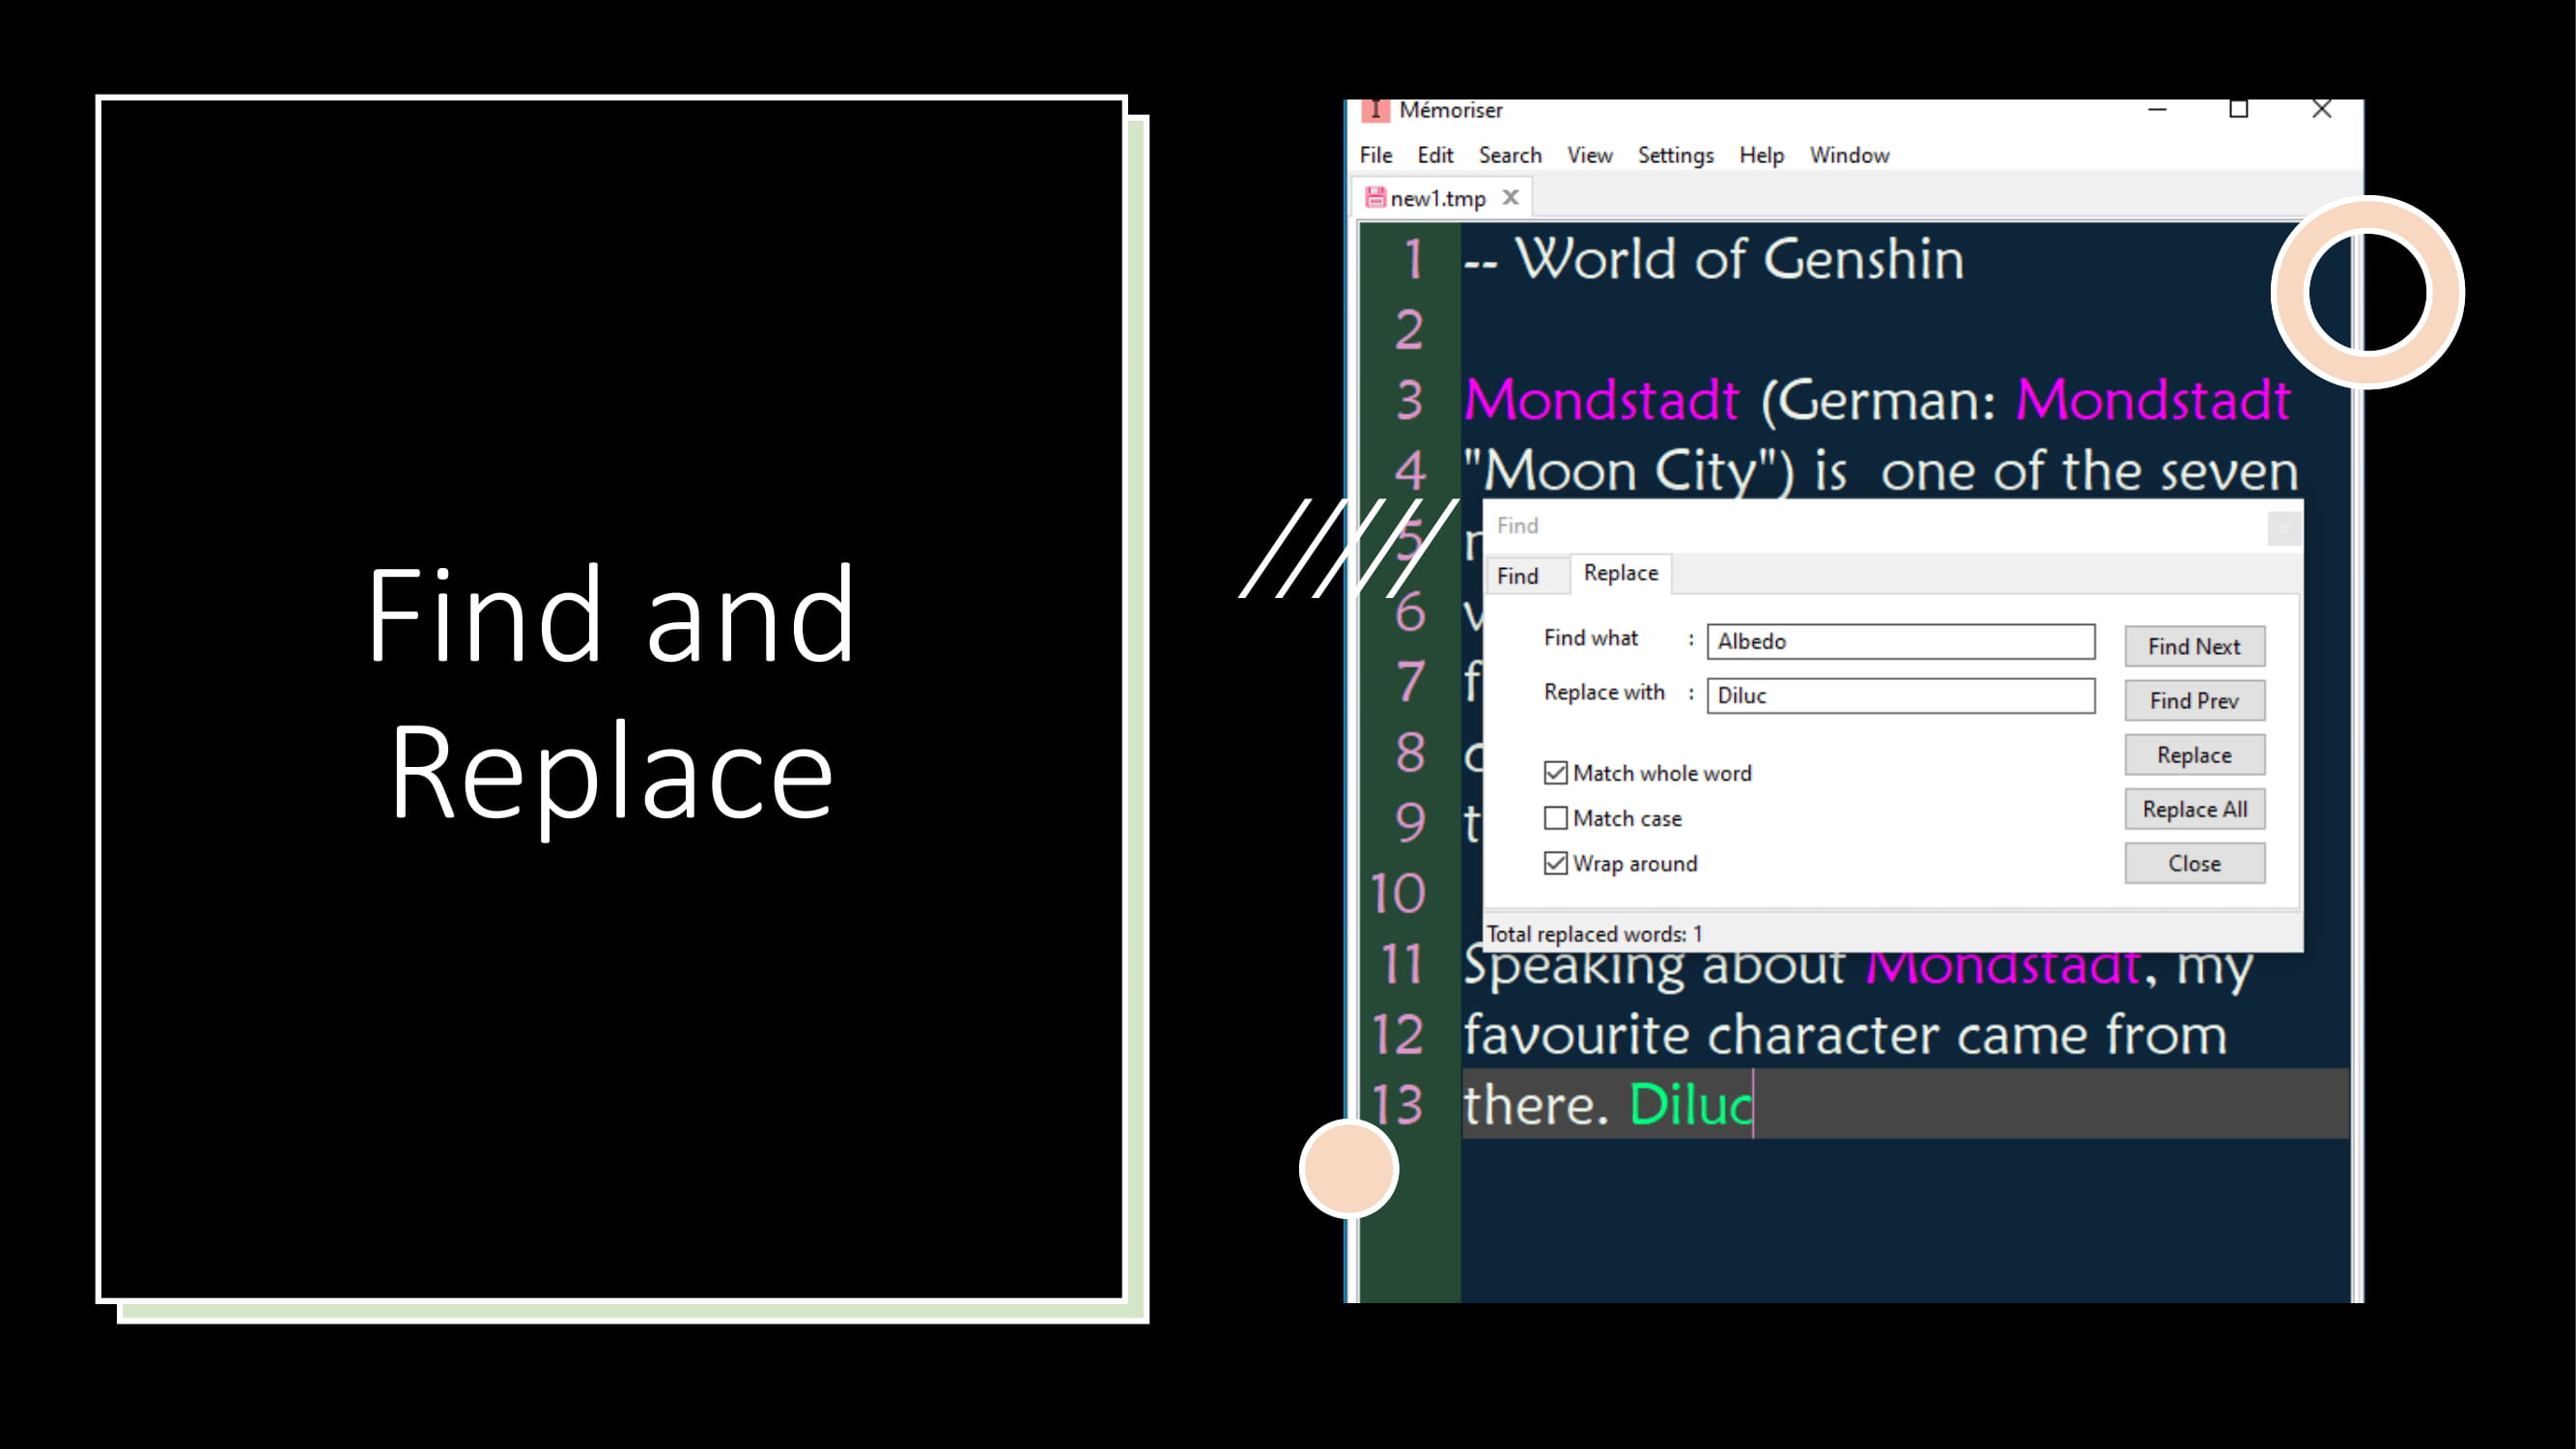 Find and
Replace
Mémoriser
File Edit Search View Settings Help Window
new1.tmp
1 -- World of Genshin
2
3 Mondstadt (German: Mondstadt
4 "Moon City") is  one of the seven
5
6
7
8
9
10
11 Speaking about Mondstadt, my
12 favourite character came from
13 there. Diluc
Find
Find Replace
Find what : Albedo
Replace with : Diluc
Match whole word
Match case
Wrap around
Find Next
Find Prev
Replace
Replace All
Close
Total replaced words: 1